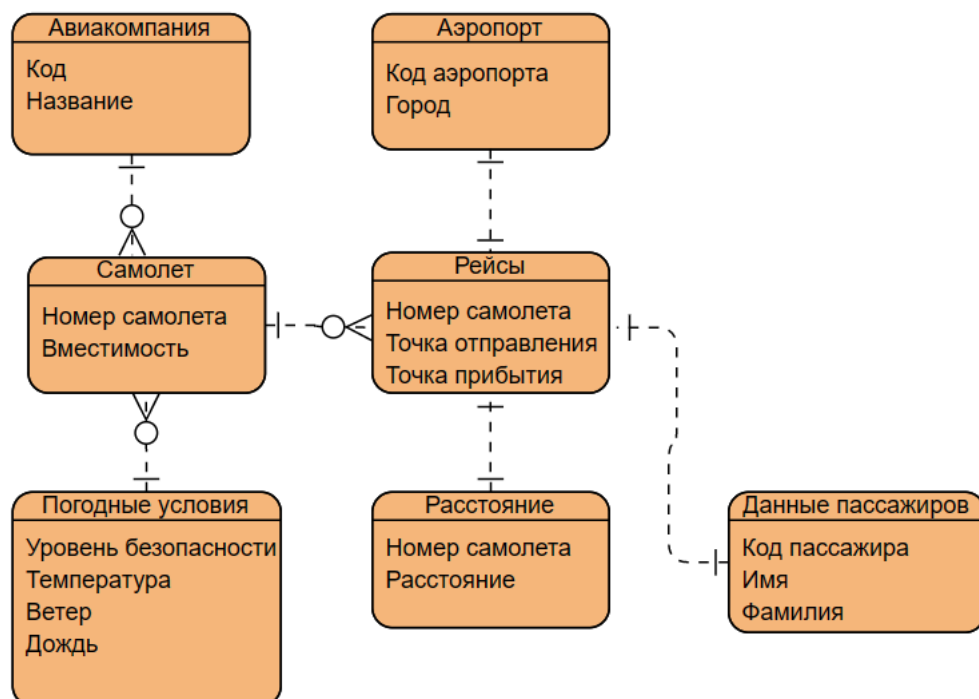 Авиакомпания
Код
Название
Аэропорт
Код аэропорта
Город
Самолет
Номер самолета
Вместимость
Рейсы
Номер самолета
Точка отправления
Точка прибытия
Погодные условия
Уровень безопасности
Температура
Ветер
Дождь
Расстояние
Номер самолета
Расстояние
Данные пассажиров
Код пассажира
Имя
Фамилия